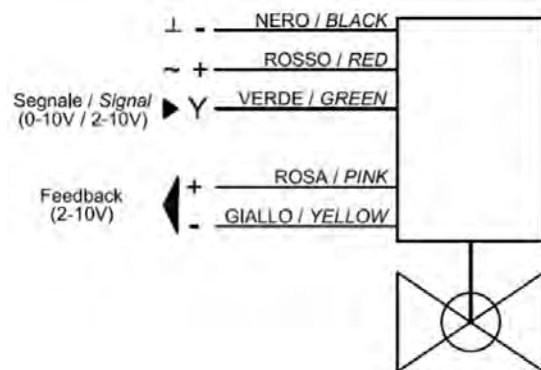 ⊥ - NERO / BLACK
~ + ROSSO / RED
Segnale / Signal
(0-10V / 2-10V)
Y VERDE / GREEN
+ ROSA / PINK
Feedback
(2-10V)
- GIALLO / YELLOW